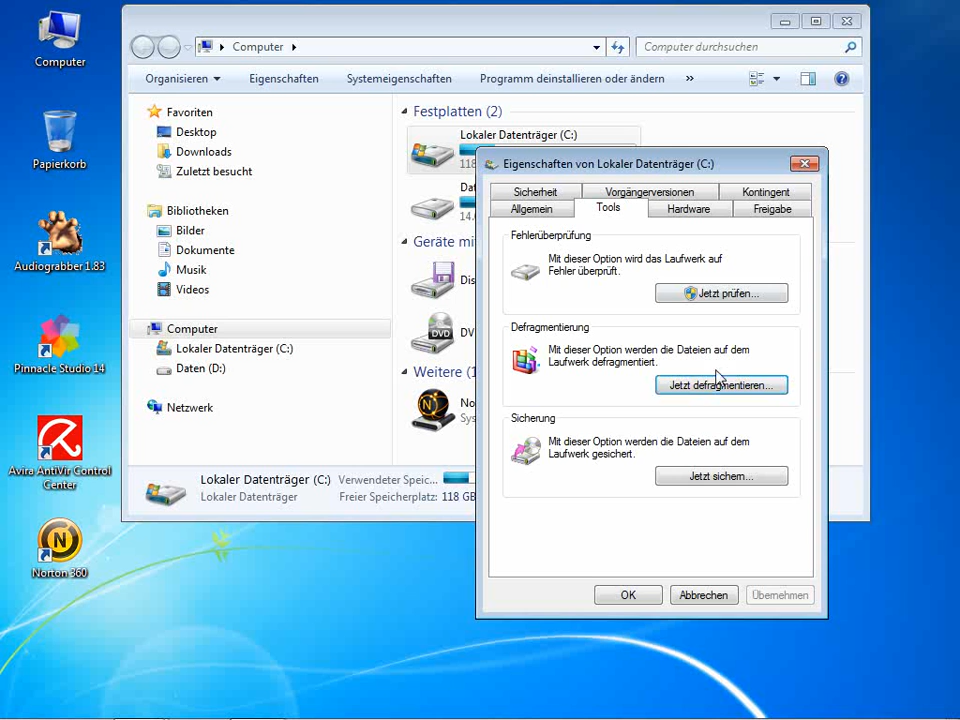 Computer
Papierkorb
Audiograbber 1.83
Pinnacle Studio 14
Avira AntiVir Control
Center
Norton 360
Computer
Computer durchsuchen
Organisieren
Eigenschaften
Systemeigenschaften
Programm deinstallieren oder ändern
»
Favoriten
Desktop
Downloads
Zuletzt besucht
Bibliotheken
Bilder
Dokumente
Musik
Videos
Computer
Lokaler Datenträger (C:)
Daten (D:)
Netzwerk
Festplatten (2)
Lokaler Datenträger (C:)
118
Dat
14.
Geräte mi
Dis
DVD
DV
Weitere (1
No
Sys
Lokaler Datenträger (C:)
Verwendeter Speic...
Lokaler Datenträger
Freier Speicherplatz: 118 GB
Eigenschaften von Lokaler Datenträger (C:)
Sicherheit
Vorgängerversionen
Kontingent
Allgemein
Tools
Hardware
Freigabe
Fehlerüberprüfung
Mit dieser Option wird das Laufwerk auf
Fehler überprüft.
Jetzt prüfen...
Defragmentierung
Mit dieser Option werden die Dateien auf dem
Laufwerk defragmentiert.
Jetzt defragmentieren...
Sicherung
Mit dieser Option werden die Dateien auf dem
Laufwerk gesichert.
Jetzt sichern...
OK
Abbrechen
Übernehmen